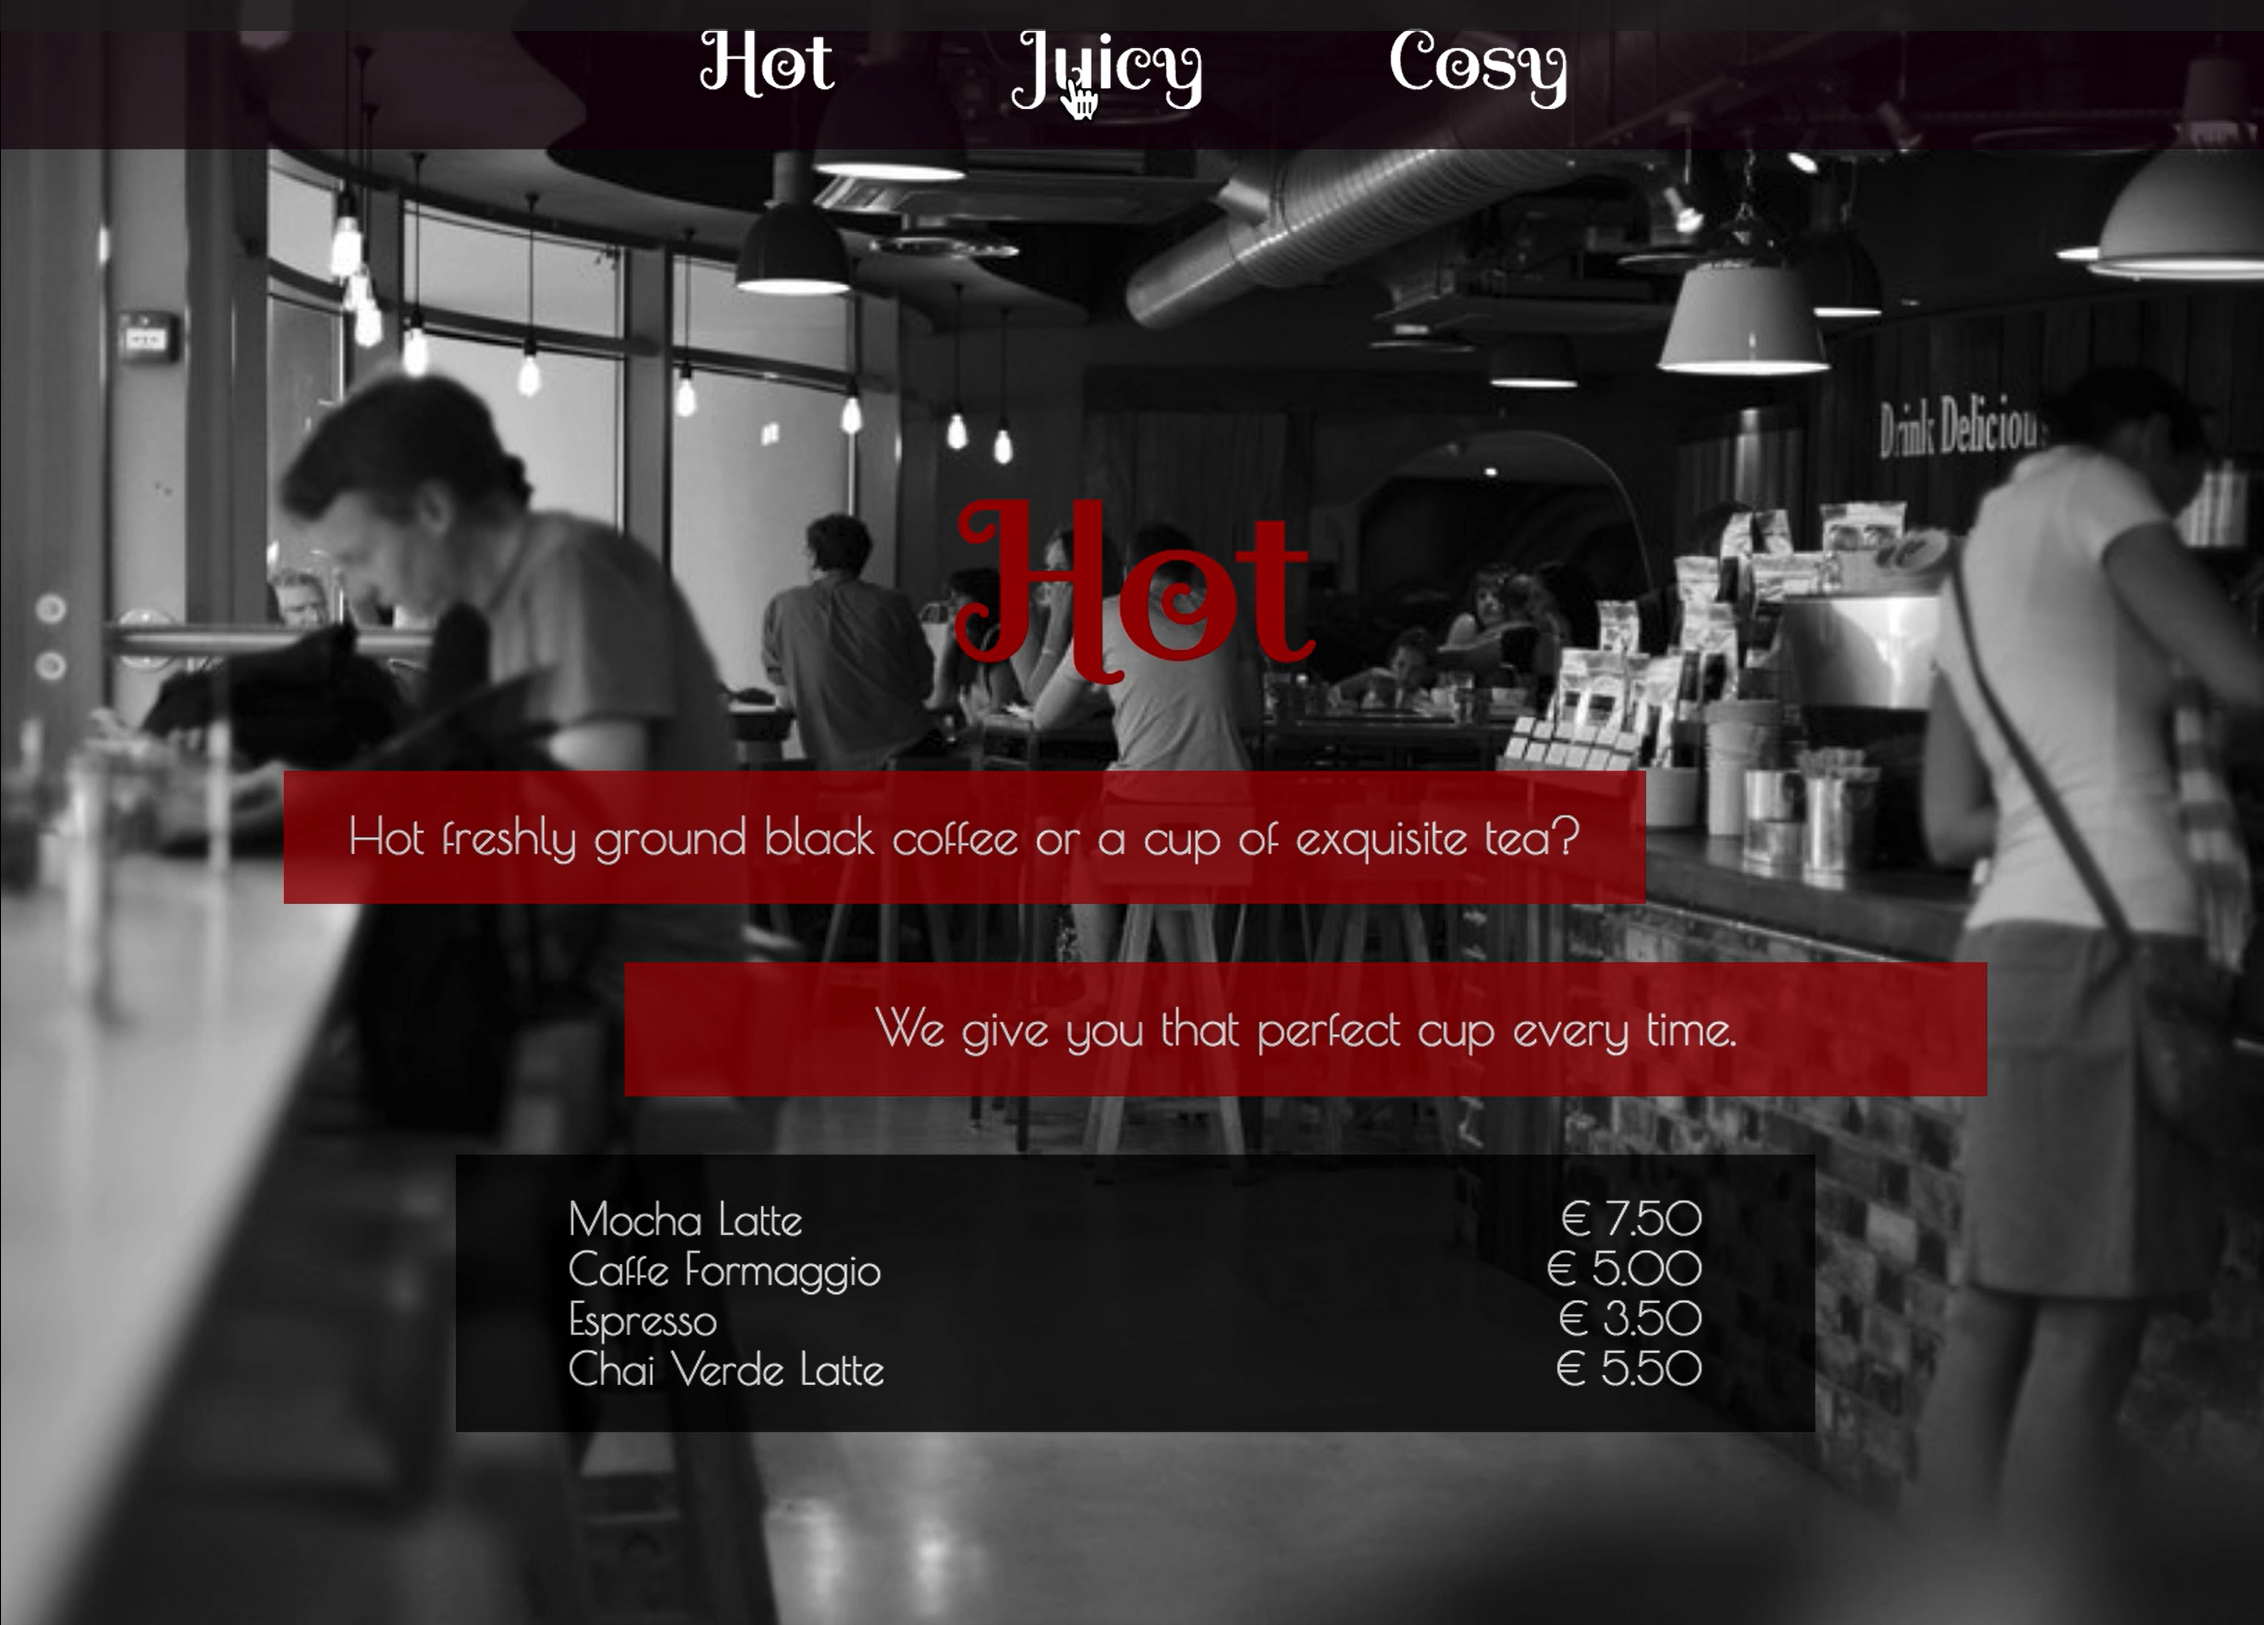 Hot Juicy Cosy
Drink Deliciou
Hot
Hot freshly ground black coffee or a cup of exquisite tea?
We give you that perfect cup every time.
Mocha Latte € 7.50
Caffe Formaggio € 5.00
Espresso € 3.50
Chai Verde Latte € 5.50